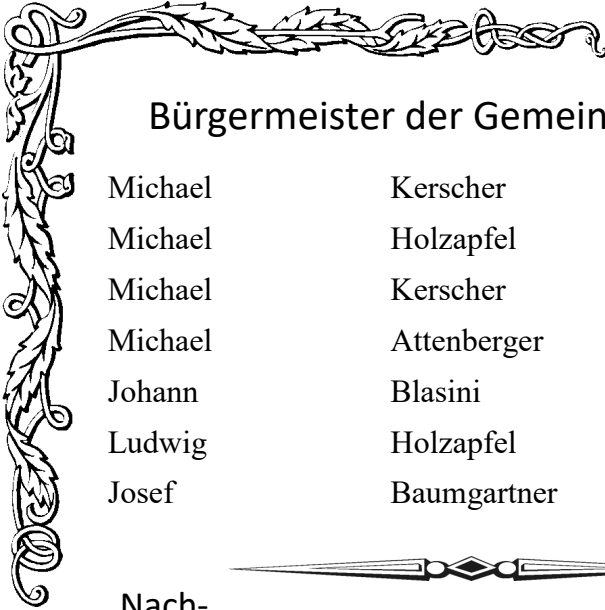 Bürgermeister der Gemein
Michael Kerscher
Michael Holzapfel
Michael Kerscher
Michael Attenberger
Johann Blasini
Ludwig Holzapfel
Josef Baumgartner
Nach-